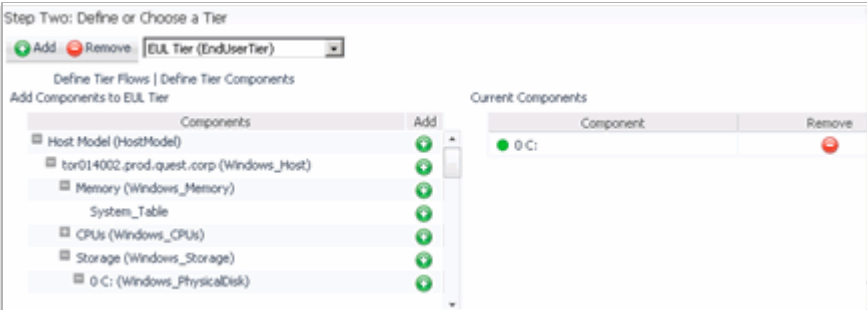 Step Two: Define or Choose a Tier
Add Remove EUL Tier (EndUserTier)
Define Tier Flows | Define Tier Components
Add Components to EUL Tier
Components Add
Host Model (HostModel)
tor014002.prod.quest.corp (Windows_Host)
Memory (Windows_Memory)
System_Table
CPUs (Windows_CPUs)
Storage (Windows_Storage)
0 C: (Windows_PhysicalDisk)
Current Components
Component Remove
0 C: